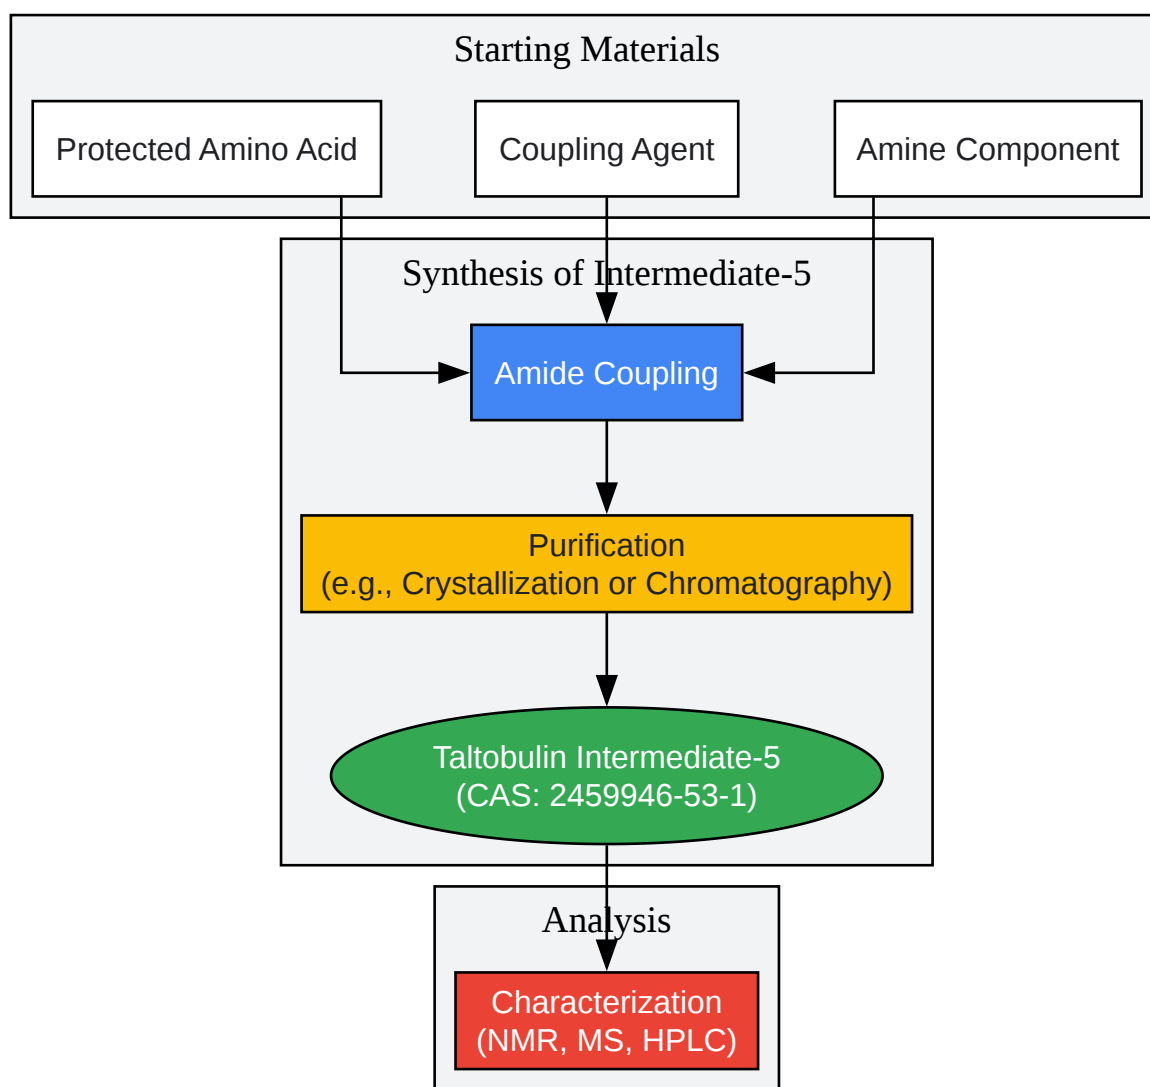 Starting Materials
Protected Amino Acid
Coupling Agent
Amine Component
Synthesis of Intermediate-5
Amide Coupling
Purification
(e.g., Crystallization or Chromatography)
Taltobulin Intermediate-5
(CAS: 2459946-53-1)
Analysis
Characterization
(NMR, MS, HPLC)